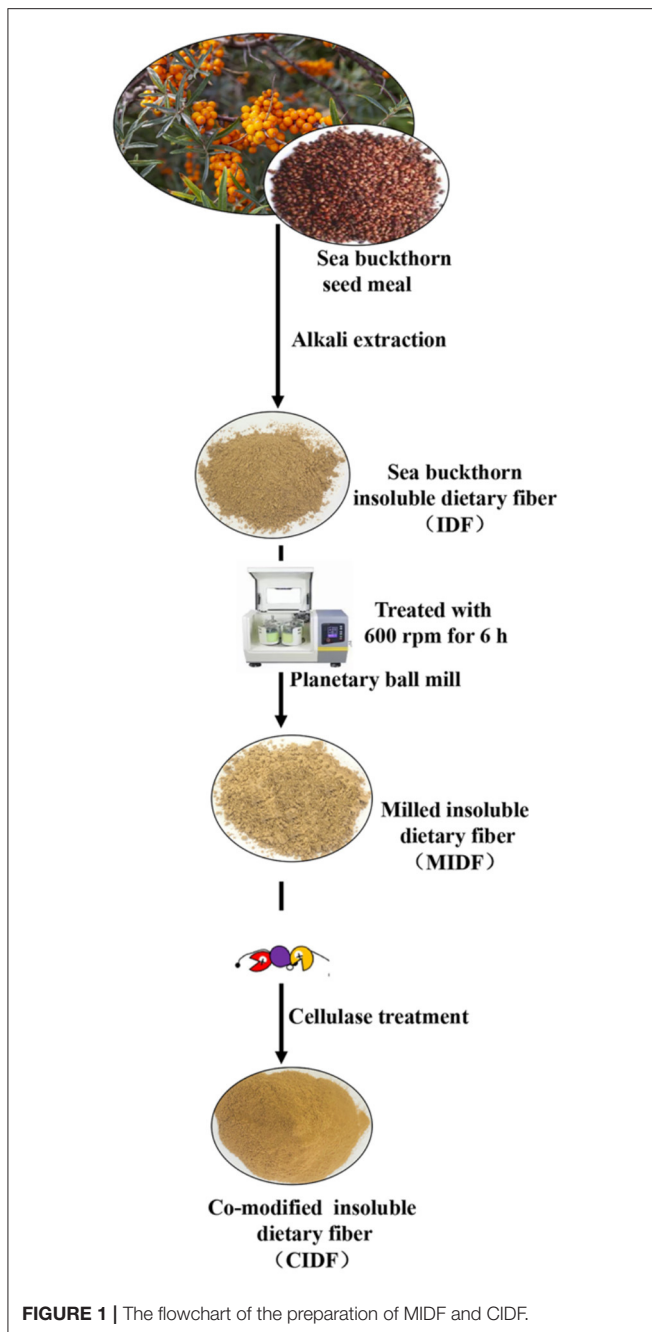 Sea buckthorn
seed meal
Alkali extraction
Sea buckthorn
insoluble dietary fiber
（IDF）
Treated with
600 rpm for 6 h
Planetary ball mill
Milled insoluble
dietary fiber
（MIDF）
Cellulase treatment
Co-modified insoluble
dietary fiber
（CIDF）
FIGURE 1 | The flowchart of the preparation of MIDF and CIDF.